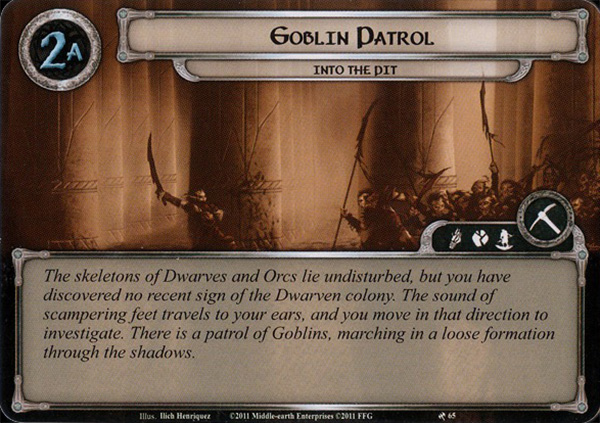 2A
GOBLIN PATROL
INTO THE PIT
The skeletons of Dwarves and Orcs lie undisturbed, but you have
discovered no recent sign of the Dwarven colony. The sound of
scampering feet travels to your ears, and you move in that direction to
investigate. There is a patrol of Goblins, marching in a loose formation
through the shadows.
Illus. Ilich Henriquez ©2011 Middle-earth Enterprises ©2011 FFG 65